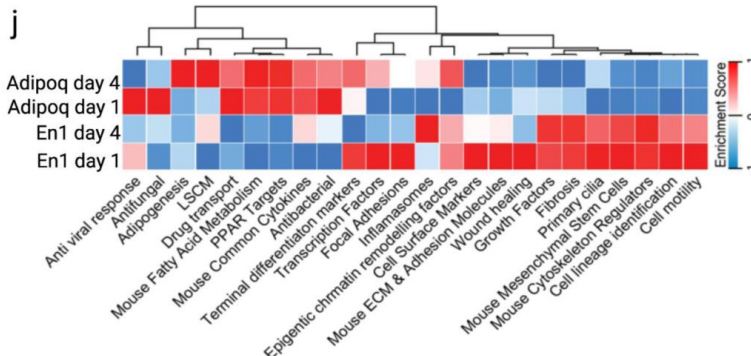 j
Adipoq day 4
Adipoq day 1
En1 day 4
En1 day 1
Enrichment Score
Anti viral response
Antifungal
Adipogenesis
LSCM
Drug transport
Mouse Fatty Acid Metabolism
PPAR Targets
Mouse Common Cytokines
Antibacterial
Terminal differentiaton markers
Transcription Factors
Focal Adhesions
Inflamasomes
Epigentic chrmatin remodelling factors
Cell Surface Markers
Mouse ECM & Adhesion Molecules
Wound healing
Growth Factors
Fibrosis
Primary cilia
Mouse Mesenchymal Stem Cells
Mouse Cytoskeleton Regulators
Cell lineage identification
Cell motility